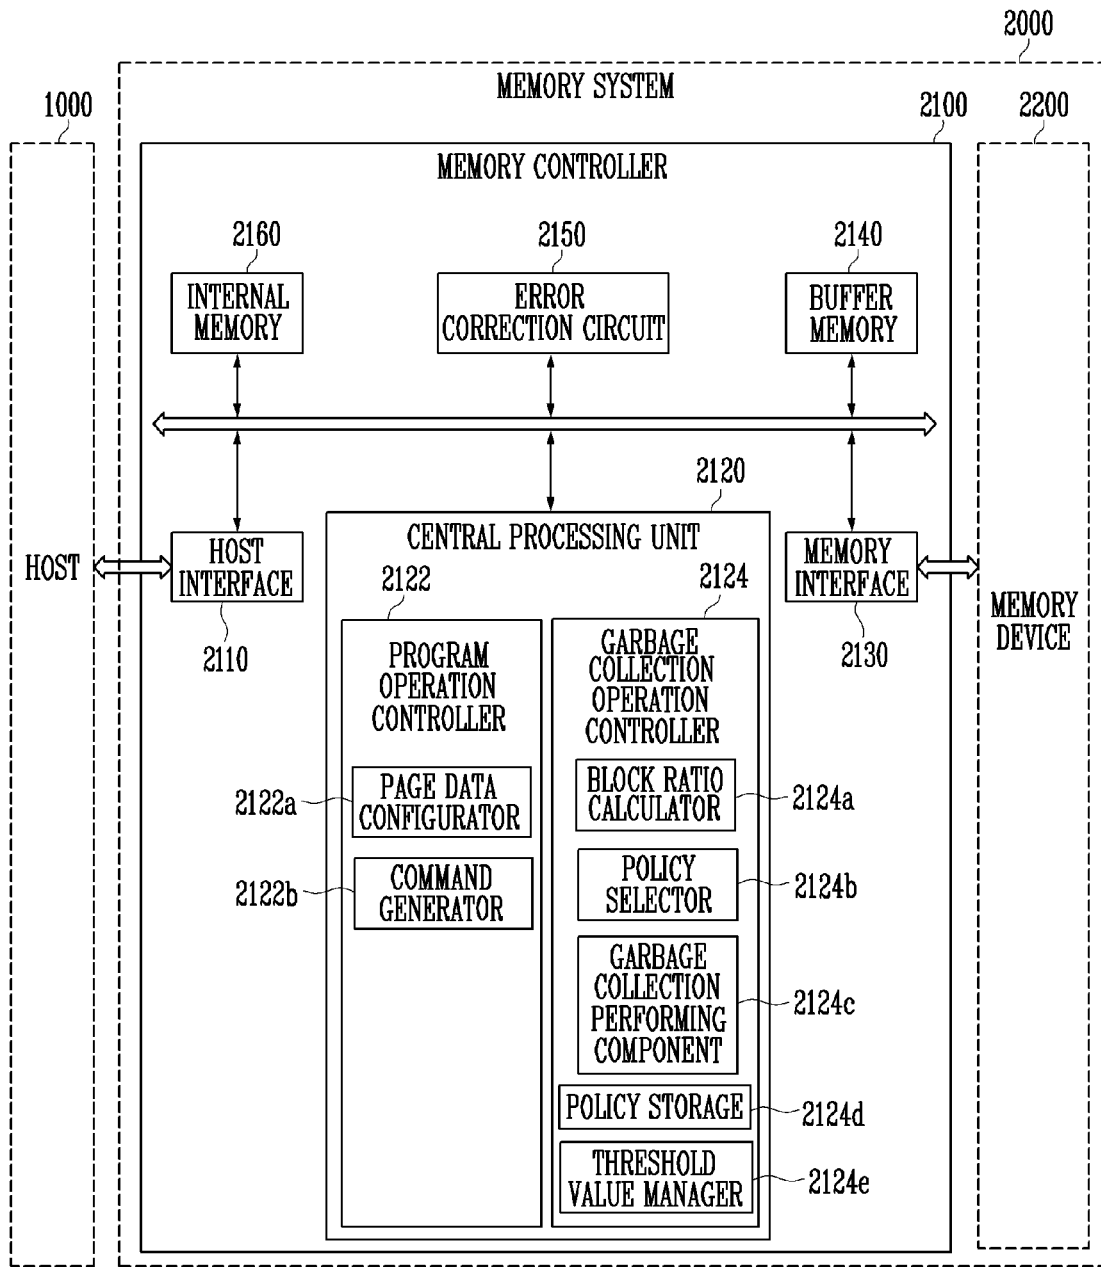 2000
MEMORY SYSTEM
1000
2100
2200
MEMORY CONTROLLER
2160
2150
2140
INTERNAL
MEMORY
ERROR
CORRECTION CIRCUIT
BUFFER
MEMORY
2120
CENTRAL PROCESSING UNIT
HOST
HOST
INTERFACE
2110
MEMORY
INTERFACE
2130
MEMORY
DEVICE
2122
2124
PROGRAM
OPERATION
CONTROLLER
GARBAGE
COLLECTION
OPERATION
CONTROLLER
PAGE DATA
CONFIGURATOR
2122a
COMMAND
GENERATOR
2122b
BLOCK RATIO
CALCULATOR
2124a
POLICY
SELECTOR
2124b
GARBAGE
COLLECTION
PERFORMING
COMPONENT
2124c
POLICY STORAGE
2124d
THRESHOLD
VALUE MANAGER
2124e